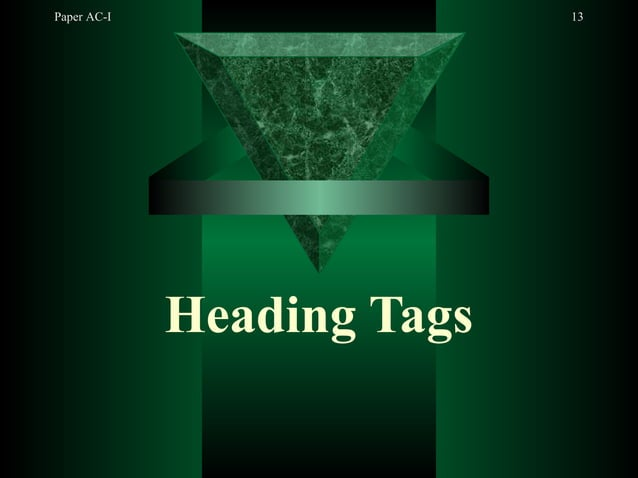 Paper AC-I
13
Heading Tags